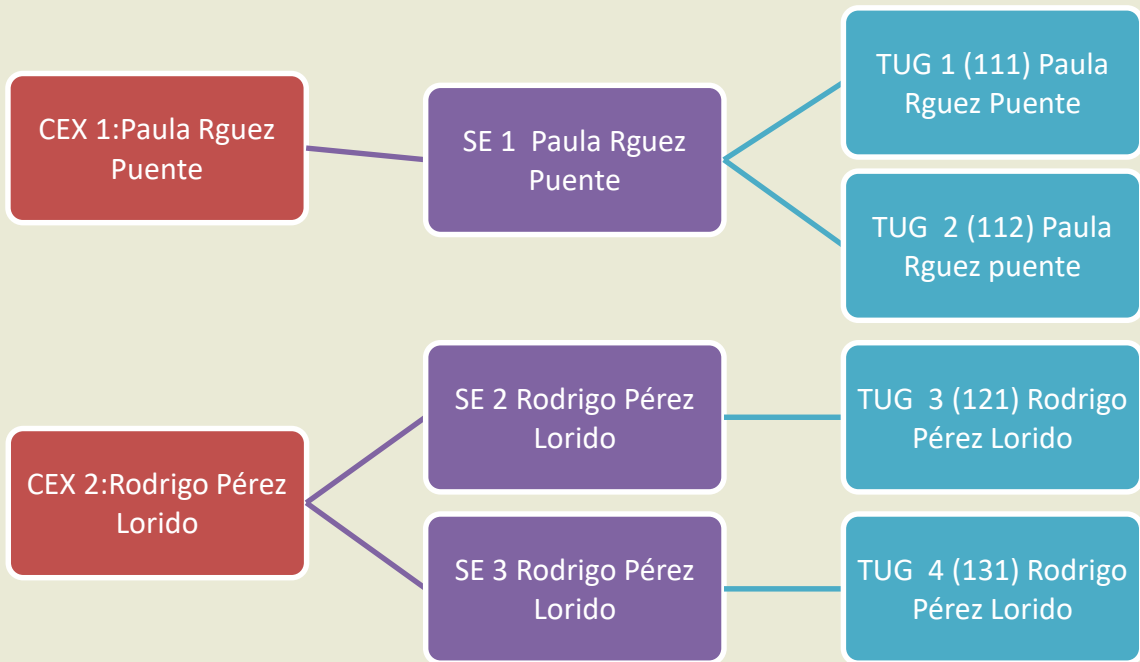 CEX 1:Paula Rguez
Puente
SE 1  Paula Rguez
Puente
TUG 1 (111) Paula
Rguez Puente
TUG  2 (112) Paula
Rguez puente
CEX 2:Rodrigo Pérez
Lorido
SE 2 Rodrigo Pérez
Lorido
TUG  3 (121) Rodrigo
Pérez Lorido
SE 3 Rodrigo Pérez
Lorido
TUG  4 (131) Rodrigo
Pérez Lorido